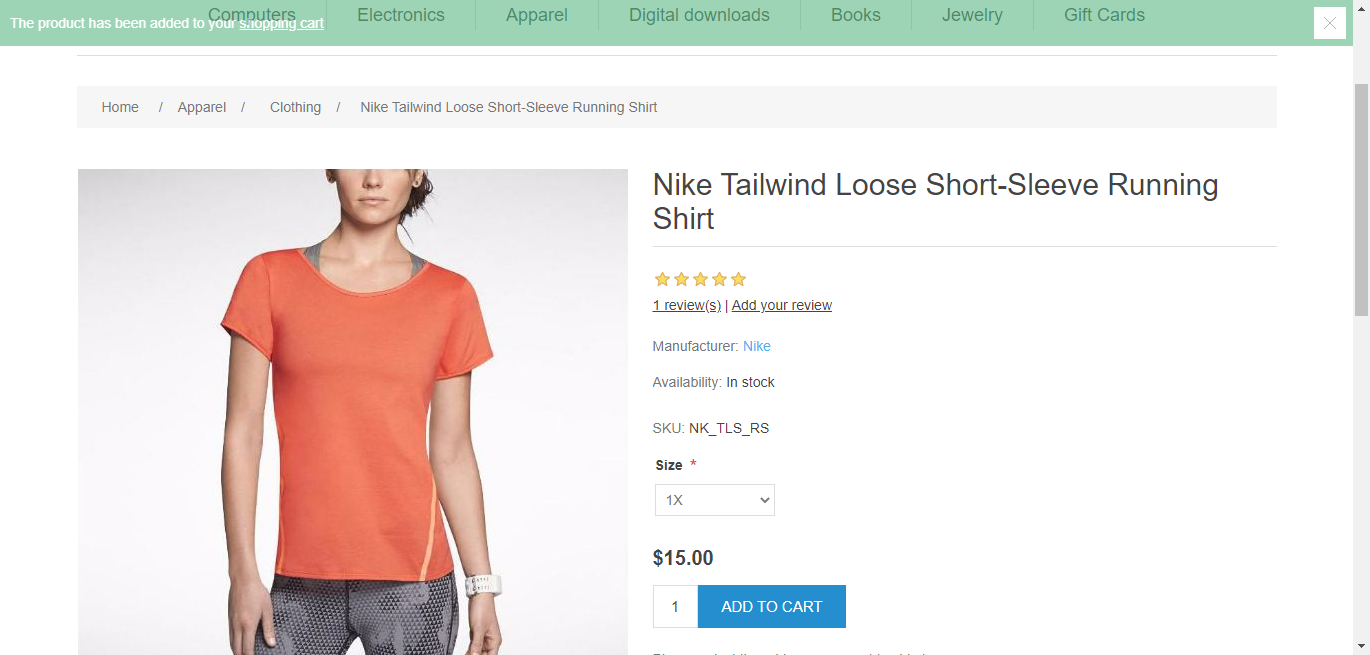 Computers Electronics Apparel Digital downloads Books Jewelry Gift Cards
The product has been added to your shopping cart
Home / Apparel / Clothing / Nike Tailwind Loose Short-Sleeve Running Shirt
Nike Tailwind Loose Short-Sleeve Running
Shirt
1 review(s) | Add your review
Manufacturer: Nike
Availability: In stock
SKU: NK_TLS_RS
Size *
1X
$15.00
1 ADD TO CART